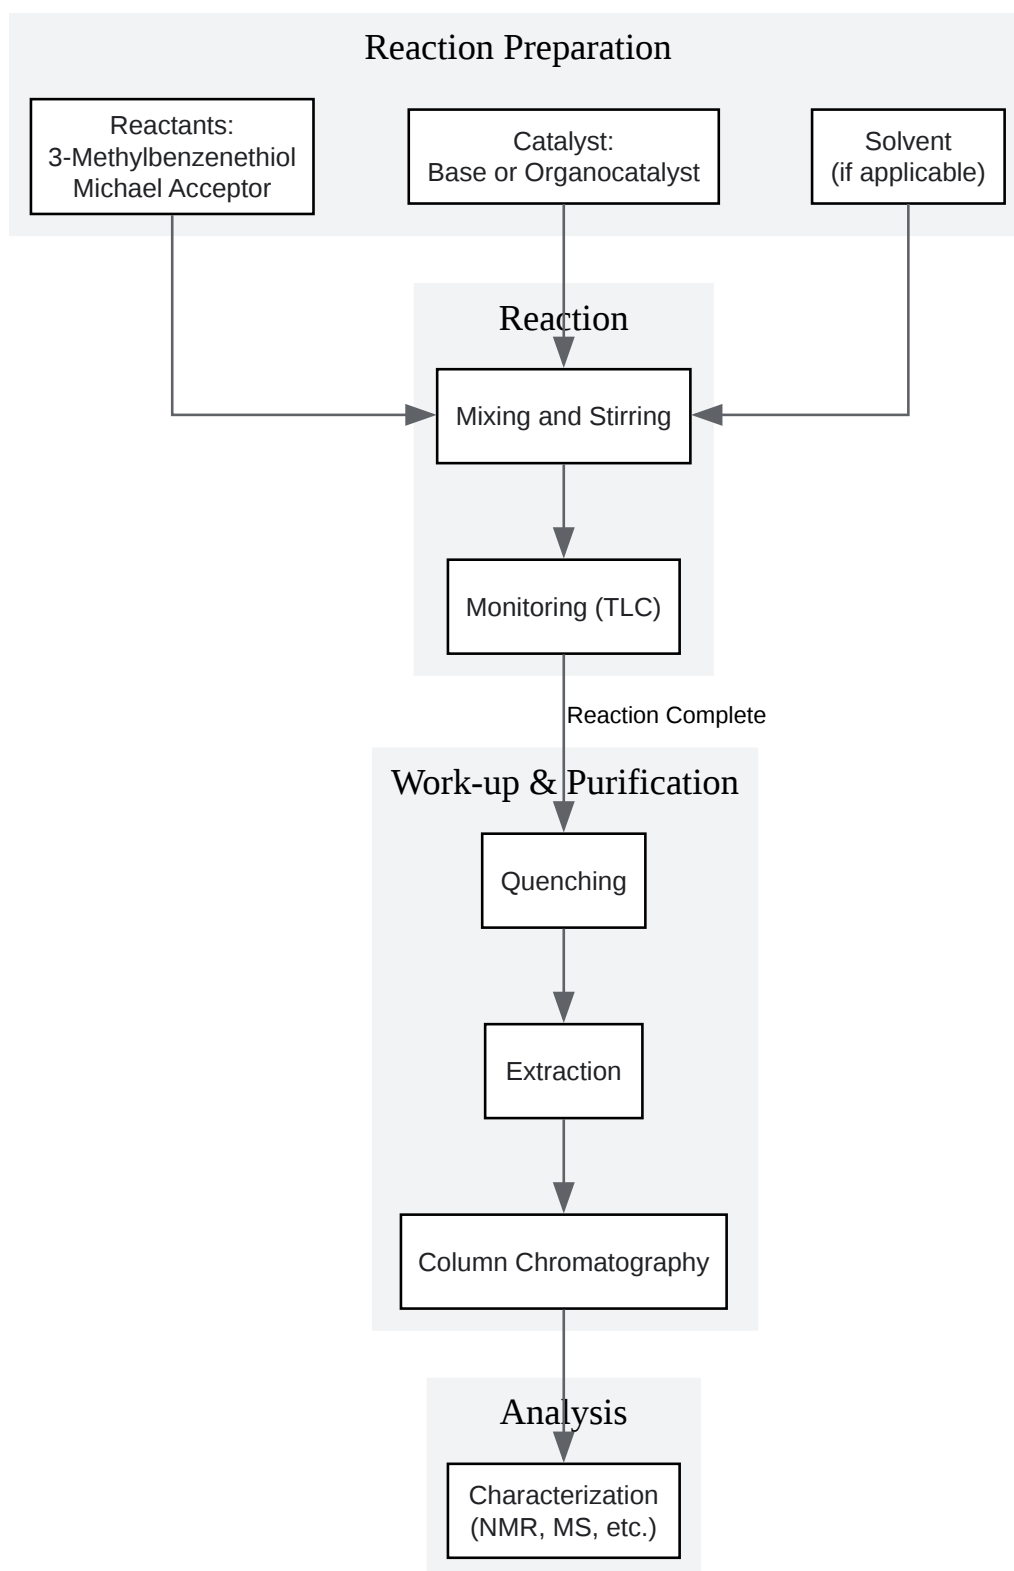 Reaction Preparation
Reactants:
3-Methylbenzenethiol
Michael Acceptor
Catalyst:
Base or Organocatalyst
Solvent
(if applicable)
Reaction
Mixing and Stirring
Monitoring (TLC)
Reaction Complete
Work-up & Purification
Quenching
Extraction
Column Chromatography
Analysis
Characterization
(NMR, MS, etc.)